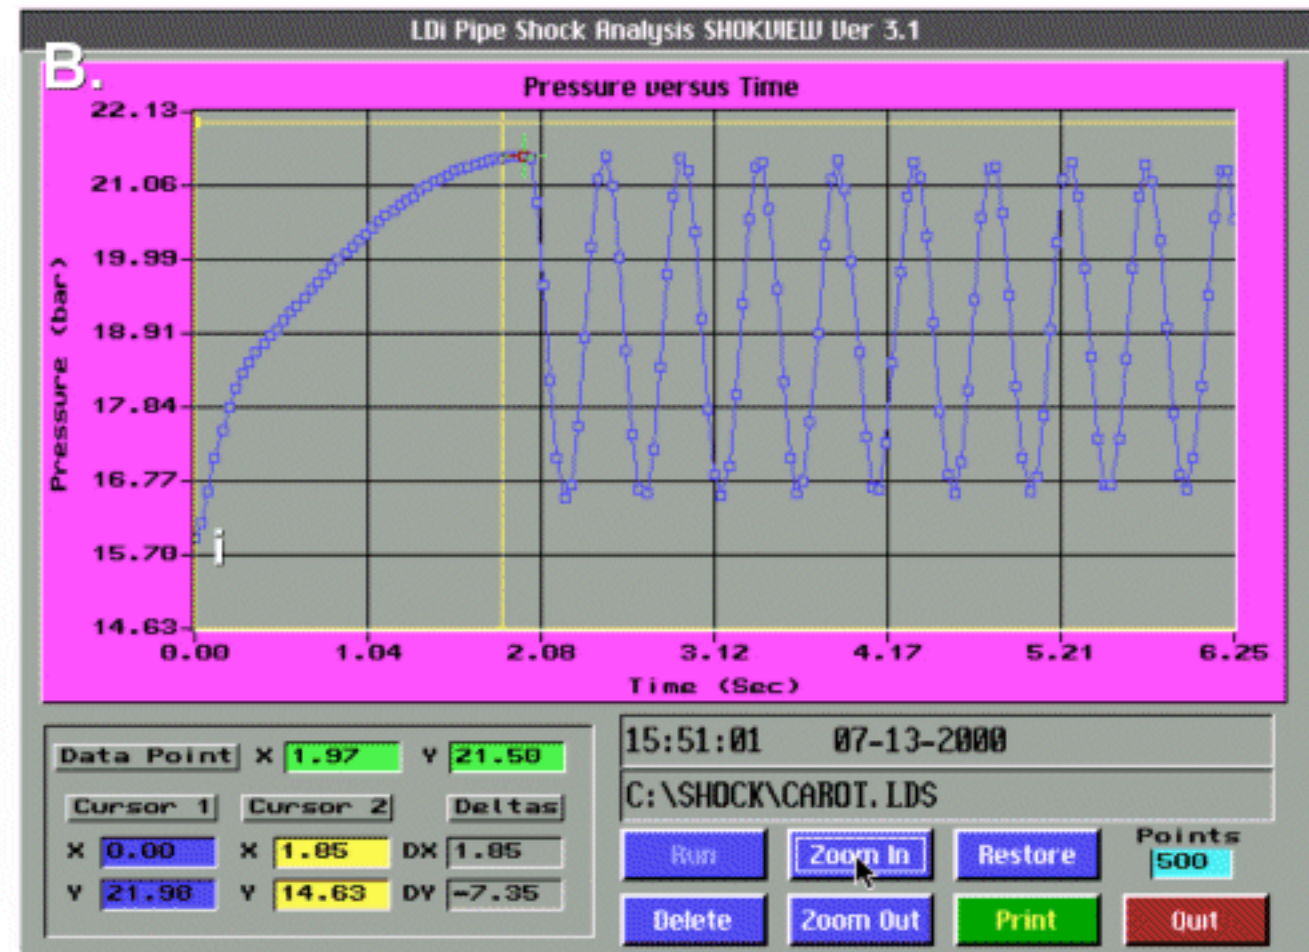 LDi Pipe Shock Analysis SHOKVIEW Ver 3.1
B.
Pressure versus Time
22.13
21.06
19.99
18.91
17.84
16.77
15.70
14.63
Pressure (bar)
i
0.00 1.04 2.08 3.12 4.17 5.21 6.25
Time (Sec)
Data Point X 1.97 Y 21.50
Cursor 1 Cursor 2 Deltas
X 0.00 X 1.85 DX 1.85
Y 21.98 Y 14.63 DY -7.35
15:51:01 07-13-2000
C:\SHOCK\CAROT.LDS
Run Zoom In Restore Points
500
Delete Zoom Out Print Quit